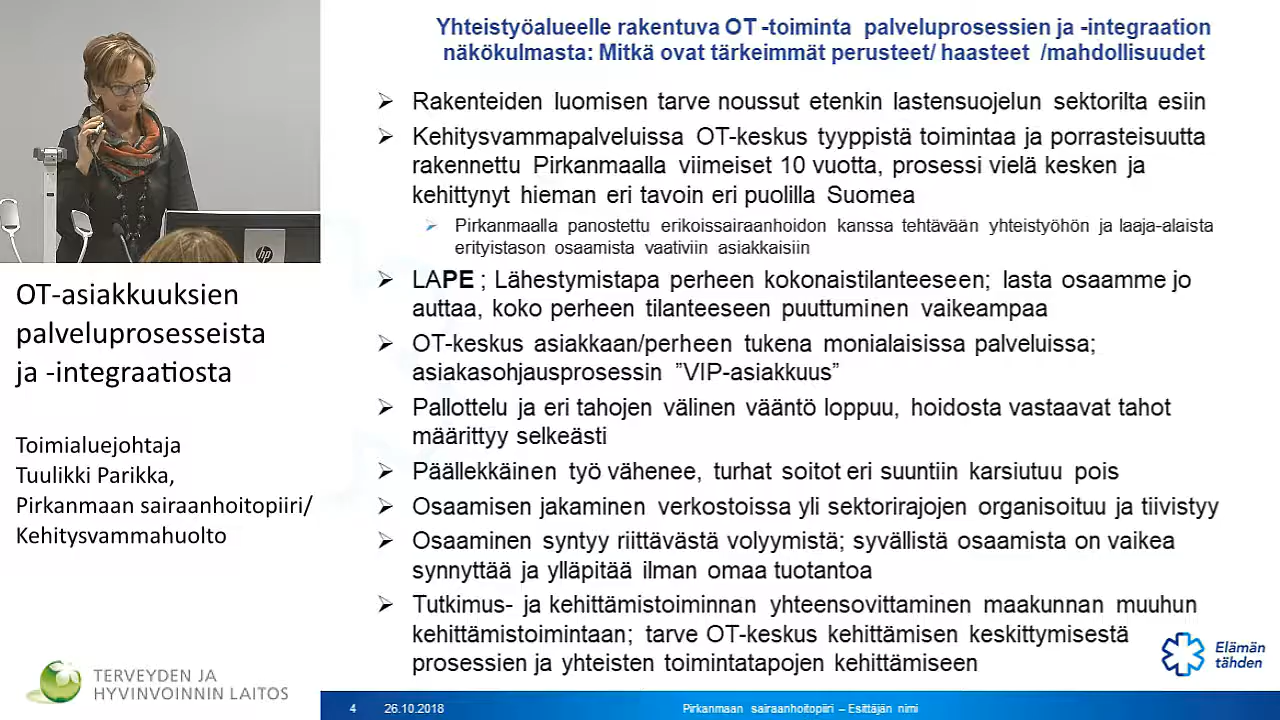 Yhteistyöalueelle rakentuva OT -toiminta palveluprosessien ja -integraation
näkökulmasta: Mitkä ovat tärkeimmät perusteet/ haasteet /mahdollisuudet
➢ Rakenteiden luomisen tarve noussut etenkin lastensuojelun sektorilta esiin
➢ Kehitysvammapalveluissa OT-keskus tyyppistä toimintaa ja porrasteisuutta
rakennettu Pirkanmaalla viimeiset 10 vuotta, prosessi vielä kesken ja
kehittynyt hieman eri tavoin eri puolilla Suomea
➢ Pirkanmaalla panostettu erikoissairaanhoidon kanssa tehtävään yhteistyöhön ja laaja-alaista
erityistason osaamista vaativiin asiakkaisiin
➢ LAPE ; Lähestymistapa perheen kokonaistilanteeseen; lasta osaamme jo
auttaa, koko perheen tilanteeseen puuttuminen vaikeampaa
➢ OT-keskus asiakkaan/perheen tukena monialaisissa palveluissa;
asiakasohjausprosessin ”VIP-asiakkuus”
➢ Pallottelu ja eri tahojen välinen vääntö loppuu, hoidosta vastaavat tahot
määrittyy selkeästi
➢ Päällekkäinen työ vähenee, turhat soitot eri suuntiin karsiutuu pois
➢ Osaamisen jakaminen verkostoissa yli sektorirajojen organisoituu ja tiivistyy
➢ Osaaminen syntyy riittävästä volyymistä; syvällistä osaamista on vaikea
synnyttää ja ylläpitää ilman omaa tuotantoa
➢ Tutkimus- ja kehittämistoiminnan yhteensovittaminen maakunnan muuhun
kehittämistoimintaan; tarve OT-keskus kehittämisen keskittymisestä
prosessien ja yhteisten toimintatapojen kehittämiseen
Elämän
tähden
4 26.10.2018 Pirkanmaan sairaanhoitopiiri – Esittäjän nimi
hp
OT-asiakkuuksien
palveluprosesseista
ja -integraatiosta
Toimialuejohtaja
Tuulikki Parikka,
Pirkanmaan sairaanhoitopiiri/
Kehitysvammahuolto
TERVEYDEN JA
HYVINVOINNIN LAITOS